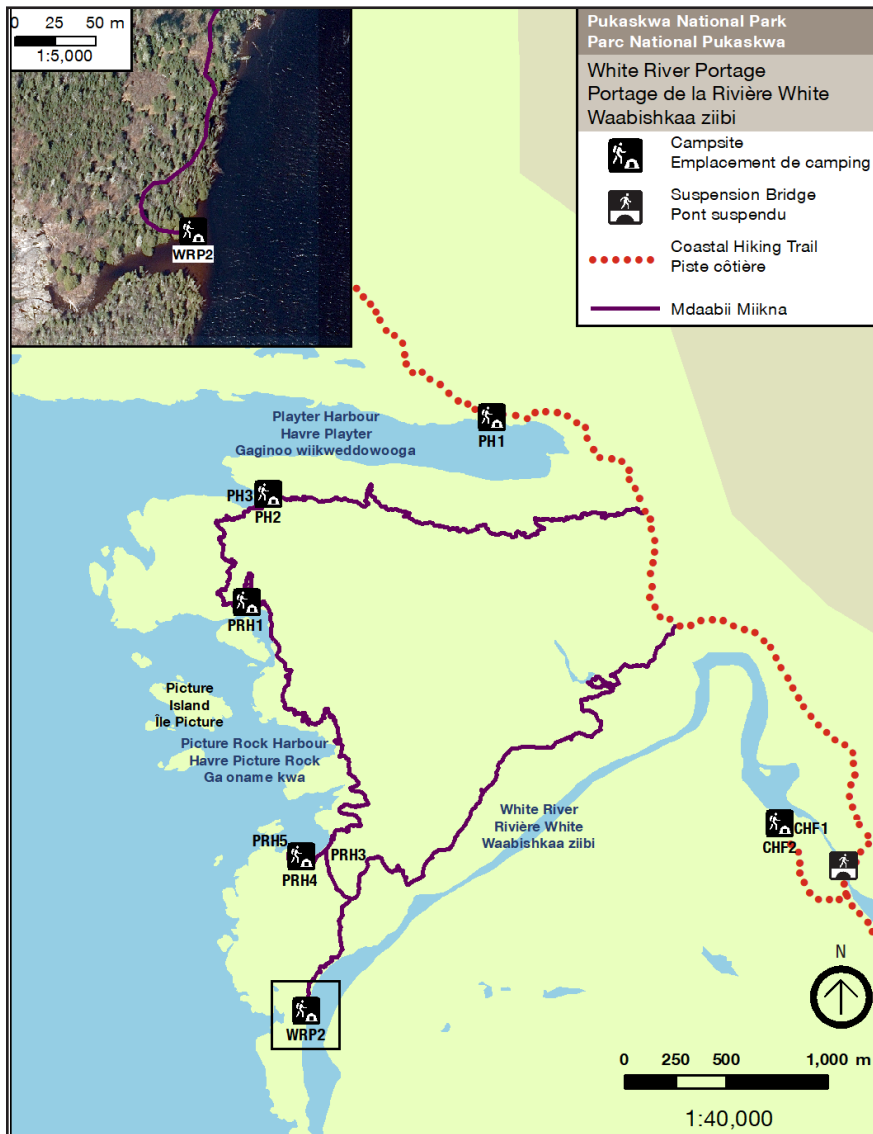 0 25 50 m
1:5,000
WRP2
Pukaskwa National Park
Parc National Pukaskwa
White River Portage
Portage de la Rivière White
Waabishkaa ziibi
Campsite
Emplacement de camping
Suspension Bridge
Pont suspendu
Coastal Hiking Trail
Piste côtière
Mdaabii Miikna
Playter Harbour
Havre Playter
Gaginoo wiikweddowooga
PH1
PH3
PH2
PRH1
Picture
Island
Île Picture
Picture Rock Harbour
Havre Picture Rock
Ga oname kwa
White River
Rivière White
Waabishkaa ziibi
PRH5
PRH3
PRH4
CHF1
CHF2
WRP2
N
0 250 500 1,000 m
1:40,000